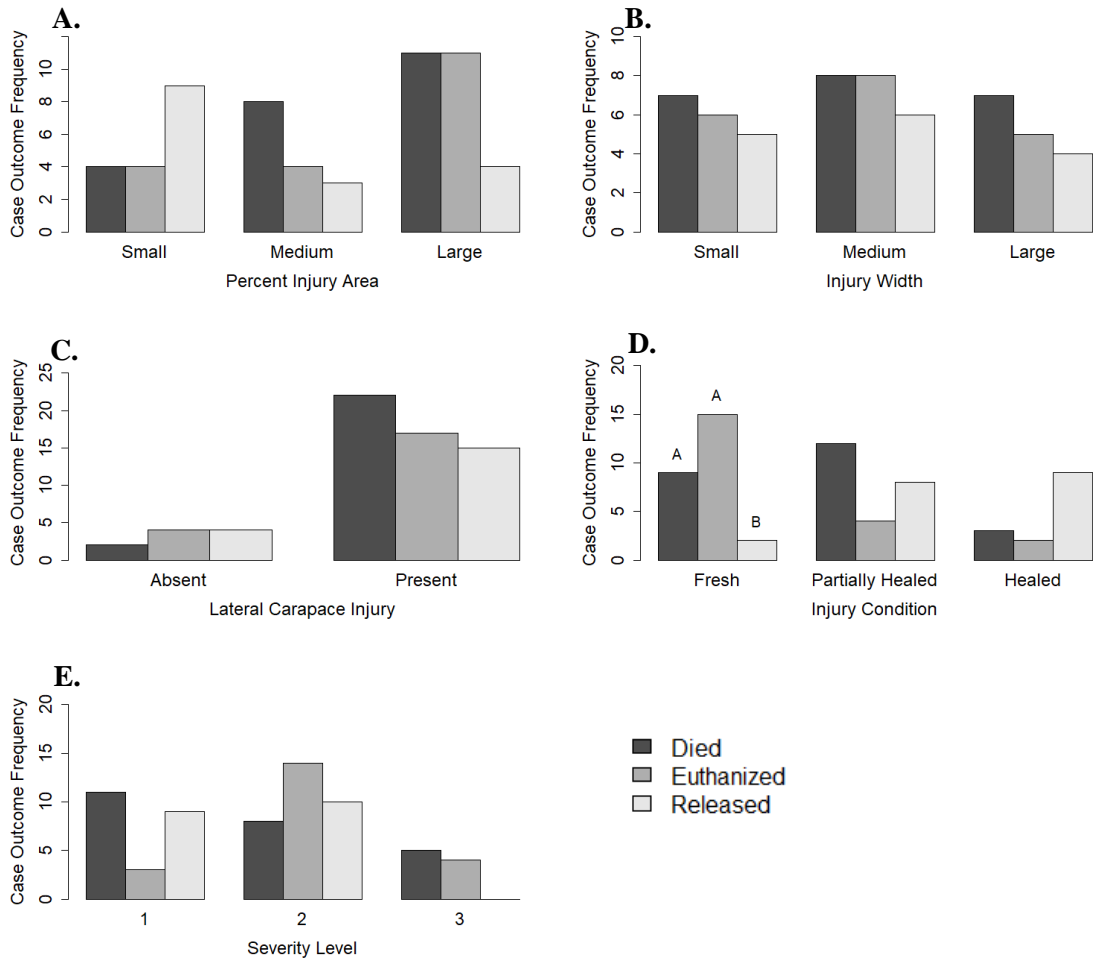 A.
Case Outcome Frequency
0 2 4 6 8 10
Small Medium Large
Percent Injury Area
B.
Case Outcome Frequency
0 2 4 6 8 10
Small Medium Large
Injury Width
C.
Case Outcome Frequency
0 5 10 15 20 25
Absent Present
Lateral Carapace Injury
D.
Case Outcome Frequency
0 5 10 15 20
A A B
Fresh Partially Healed Healed
Injury Condition
E.
Case Outcome Frequency
0 5 10 15 20
1 2 3
Severity Level
Died
Euthanized
Released